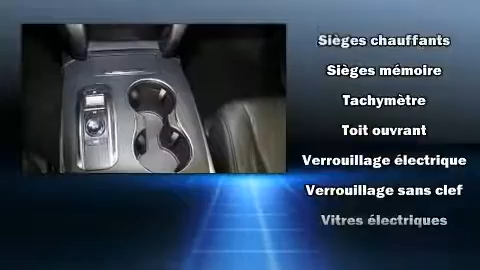 Sièges chauffants
Sièges mémoire
Tachymètre
Toit ouvrant
Verrouillage électrique
Verrouillage sans clef
Vitres électriques